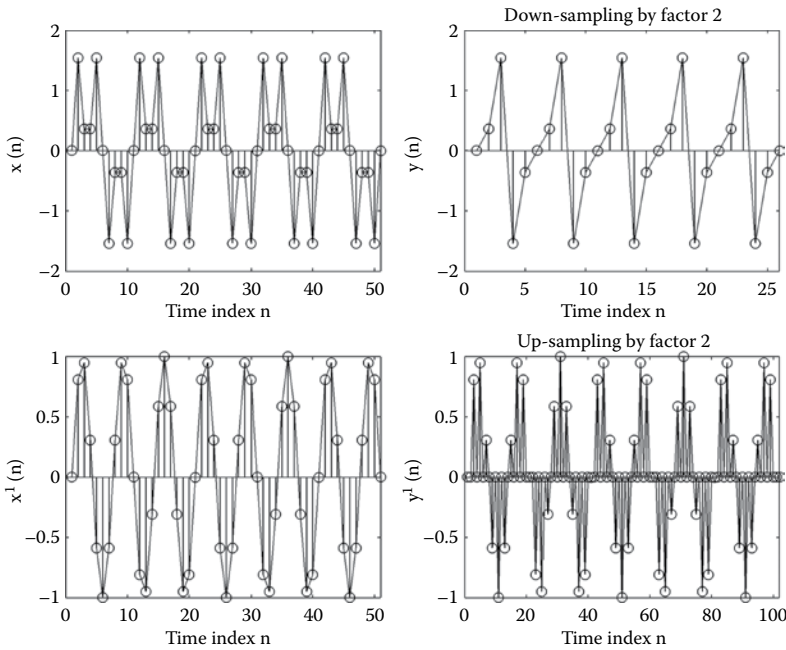 Down-sampling by factor 2
2
1
0
−1
−2
x (n)
0 10 20 30 40 50
Time index n
2
1
0
−1
−2
y (n)
0 5 10 15 20 25
Time index n
Up-sampling by factor 2
1
0.5
0
−0.5
−1
x¹ (n)
0 10 20 30 40 50
Time index n
1
0.5
0
−0.5
−1
y¹ (n)
0 20 40 60 80 100
Time index n